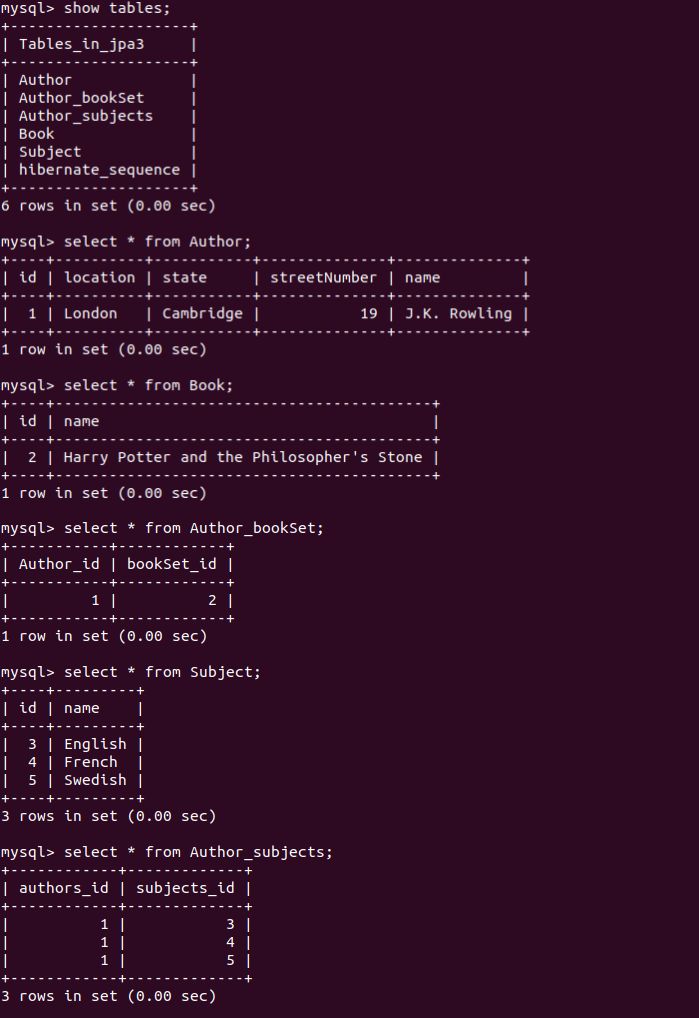 mysql> show tables;
+--------------------+
| Tables_in_jpa3     |
+--------------------+
| Author             |
| Author_bookSet     |
| Author_subjects    |
| Book               |
| Subject            |
| hibernate_sequence |
+--------------------+
6 rows in set (0.00 sec)
mysql> select * from Author;
+----+----------+-----------+--------------+--------------+
| id | location | state     | streetNumber | name         |
+----+----------+-----------+--------------+--------------+
|  1 | London   | Cambridge |           19 | J.K. Rowling |
+----+----------+-----------+--------------+--------------+
1 row in set (0.00 sec)
mysql> select * from Book;
+----+------------------------------------------+
| id | name                                     |
+----+------------------------------------------+
|  2 | Harry Potter and the Philosopher's Stone |
+----+------------------------------------------+
1 row in set (0.00 sec)
mysql> select * from Author_bookSet;
+-----------+------------+
| Author_id | bookSet_id |
+-----------+------------+
|         1 |          2 |
+-----------+------------+
1 row in set (0.00 sec)
mysql> select * from Subject;
+----+---------+
| id | name    |
+----+---------+
|  3 | English |
|  4 | French  |
|  5 | Swedish |
+----+---------+
3 rows in set (0.00 sec)
mysql> select * from Author_subjects;
+------------+-------------+
| authors_id | subjects_id |
+------------+-------------+
|          1 |           3 |
|          1 |           4 |
|          1 |           5 |
+------------+-------------+
3 rows in set (0.00 sec)